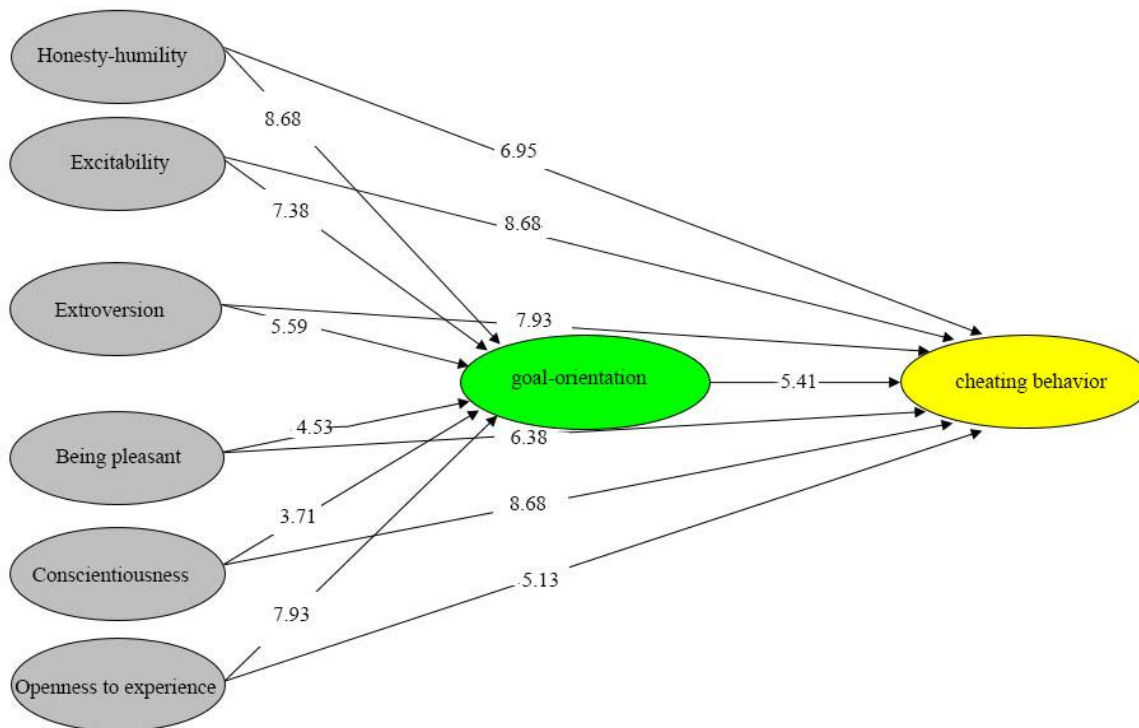 Honesty-humility
8.68
6.95
Excitability
7.38
8.68
Extroversion
5.59
7.93
goal-orientation
5.41
cheating behavior
Being pleasant
4.53
6.38
Conscientiousness
3.71
8.68
5.13
7.93
Openness to experience